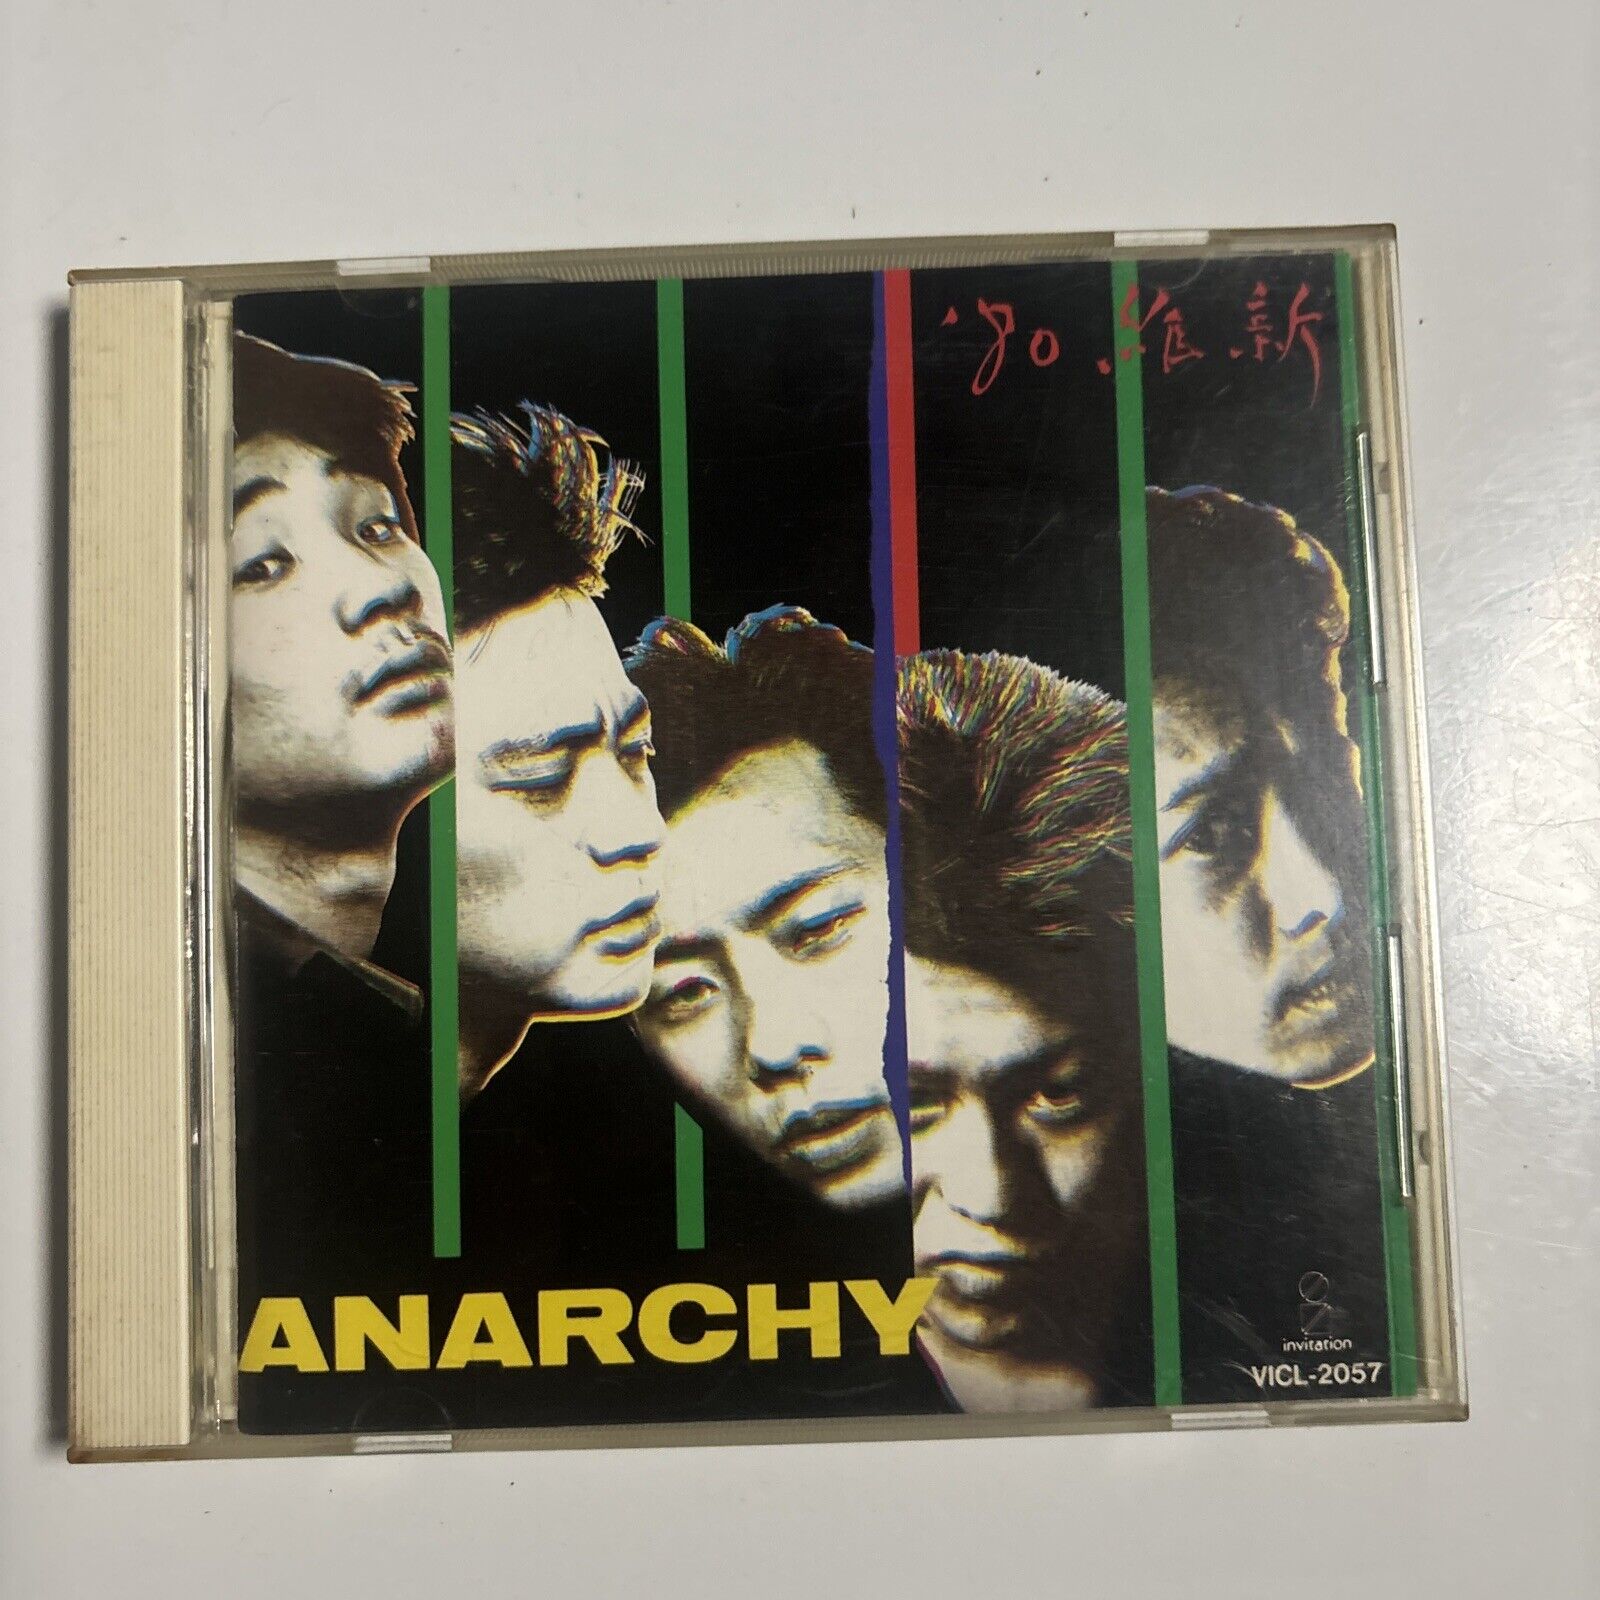 '80 維新
ANARCHY
invitation
VICL-2057